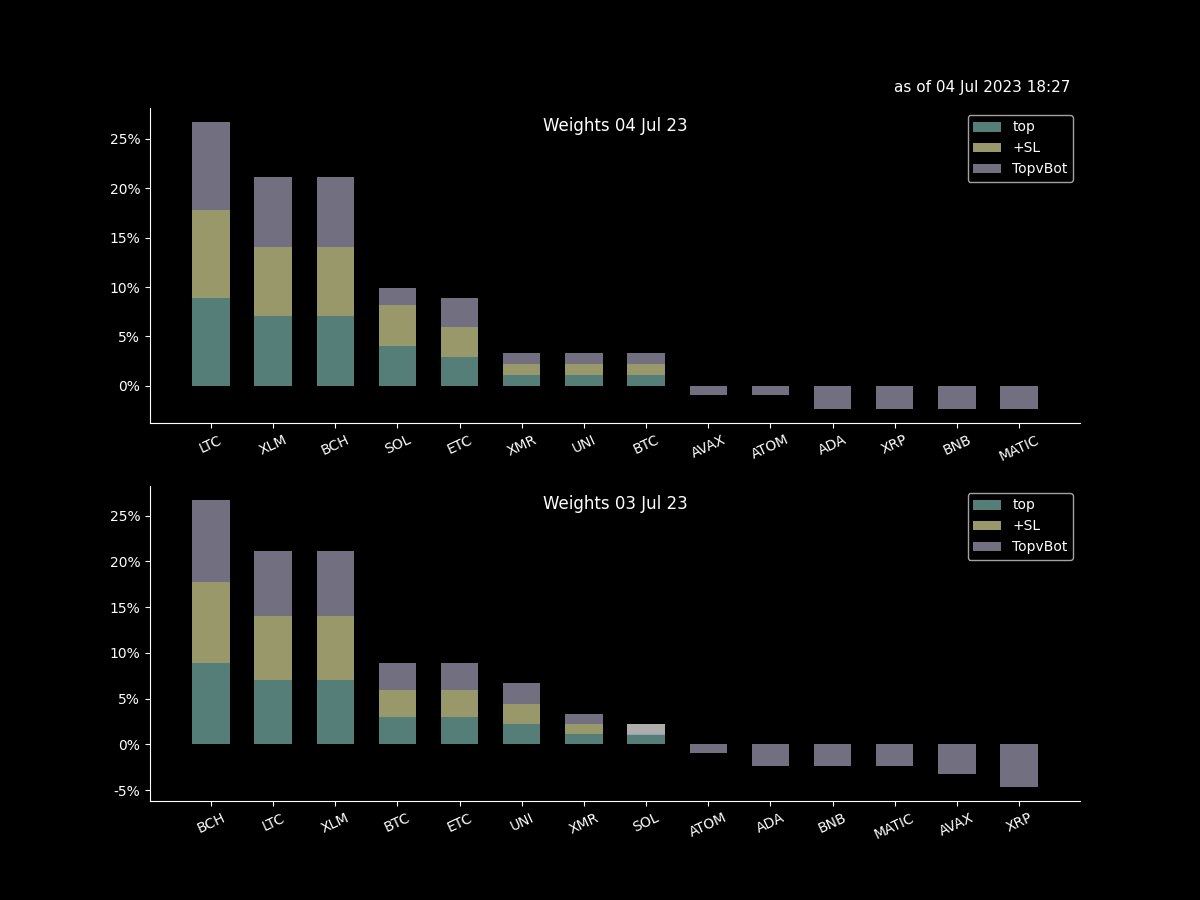 as of 04 Jul 2023 18:27
Weights 04 Jul 23
top
+SL
TopvBot
25%
20%
15%
10%
5%
0%
LTC XLM BCH SOL ETC XMR UNI BTC AVAX ATOM ADA XRP BNB MATIC
Weights 03 Jul 23
top
+SL
TopvBot
25%
20%
15%
10%
5%
0%
-5%
BCH LTC XLM BTC ETC UNI XMR SOL ATOM ADA BNB MATIC AVAX XRP